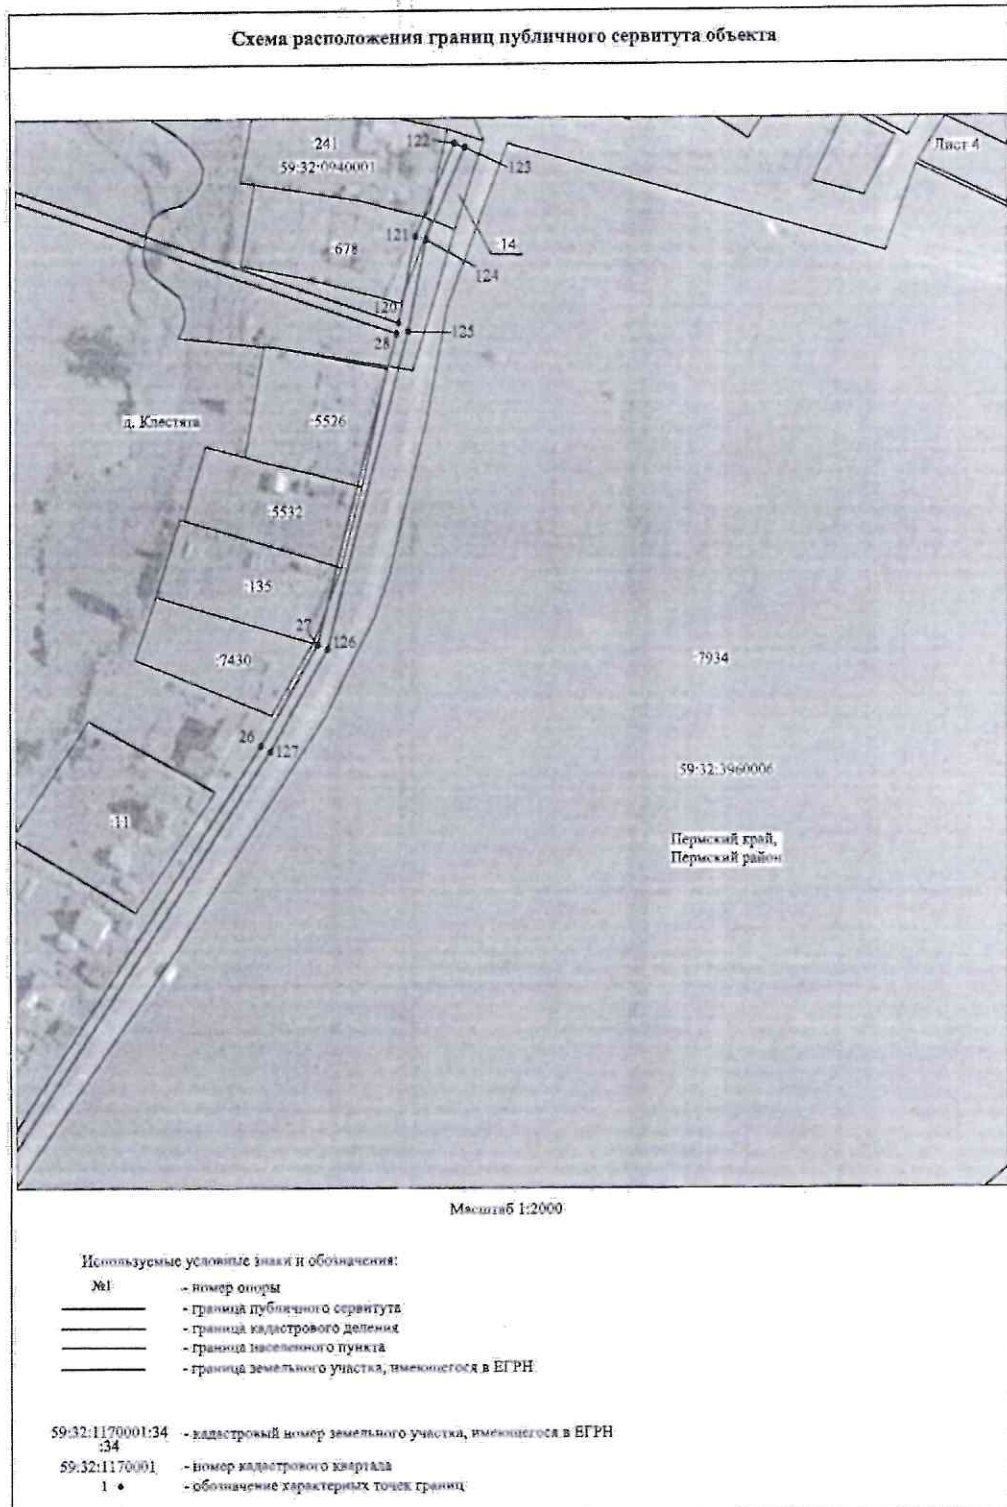 Схема расположения границ публичного сервитута объекта
:241
59:32:0940001
122
123
Лист 4
:678
121
:14
124
120
125
28
д. Клестята
:5526
:5532
:135
27
126
:7430
:7934
26
127
59:32:3960006
:11
Пермский край,
Пермский район
Масштаб 1:2000
Используемые условные знаки и обозначения:
№1 - номер опоры
- граница публичного сервитута
- граница кадастрового деления
- граница населенного пункта
- граница земельного участка, имеющегося в ЕГРН
59:32:1170001:34 - кадастровый номер земельного участка, имеющегося в ЕГРН
:34
59:32:1170001 - номер кадастрового квартала
1 • - обозначение характерных точек границ